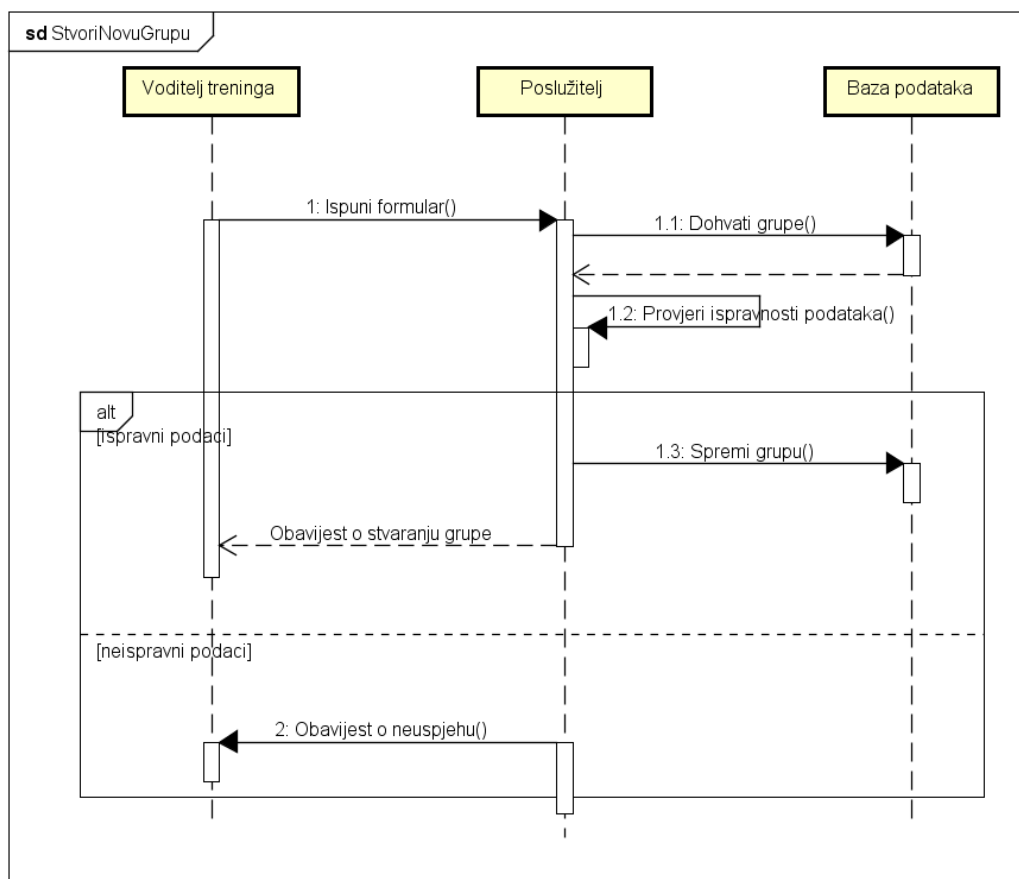 sd StvoriNovuGrupu
Voditelj treninga
Poslužitelj
Baza podataka
1: Ispuni formular()
1.1: Dohvati grupe()
1.2: Provjeri ispravnosti podataka()
alt
[ispravni podaci]
1.3: Spremi grupu()
Obavijest o stvaranju grupe
[neispravni podaci]
2: Obavijest o neuspjehu()